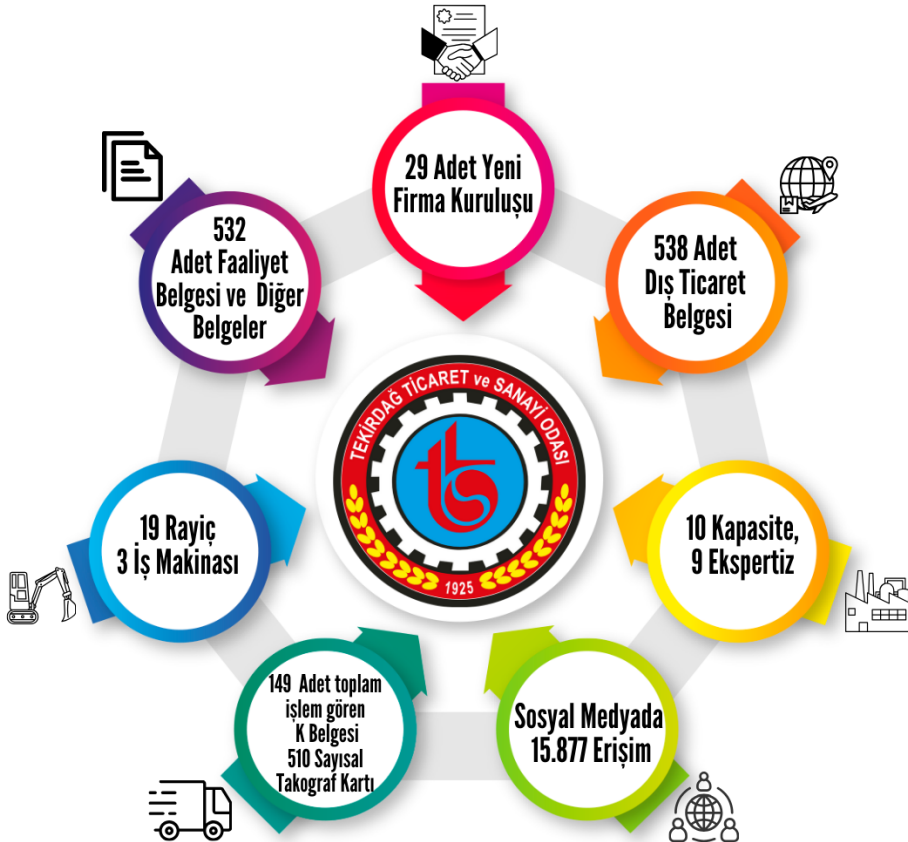 29 Adet Yeni
Firma Kuruluşu
538 Adet
Dış Ticaret
Belgesi
10 Kapasite,
9 Ekspertiz
Sosyal Medyada
15.877 Erişim
149 Adet toplam
işlem gören
K Belgesi
510 Sayısal
Takograf Kartı
19 Rayiç
3 İş Makinası
532
Adet Faaliyet
Belgesi ve Diğer
Belgeler
TEKİRDAĞ TİCARET ve SANAYİ ODASI
1925